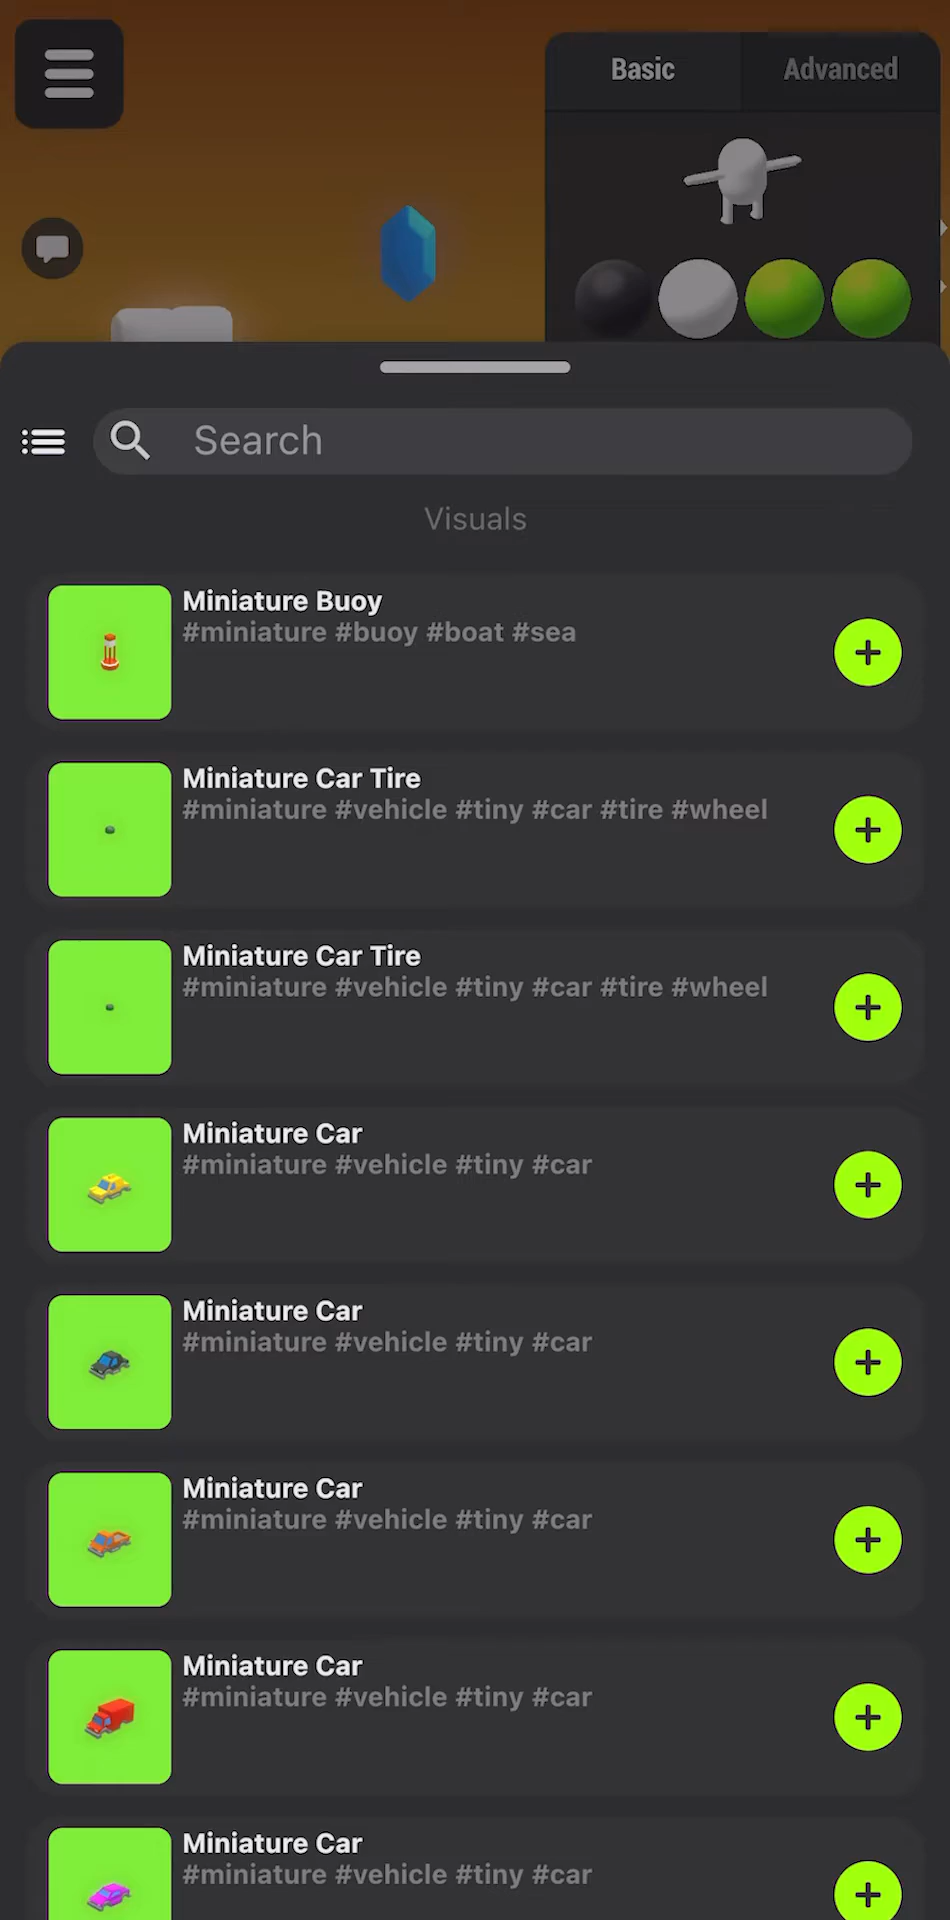 Basic
Advanced
Search
Visuals
Miniature Buoy
#miniature #buoy #boat #sea
Miniature Car Tire
#miniature #vehicle #tiny #car #tire #wheel
Miniature Car Tire
#miniature #vehicle #tiny #car #tire #wheel
Miniature Car
#miniature #vehicle #tiny #car
Miniature Car
#miniature #vehicle #tiny #car
Miniature Car
#miniature #vehicle #tiny #car
Miniature Car
#miniature #vehicle #tiny #car
Miniature Car
#miniature #vehicle #tiny #car